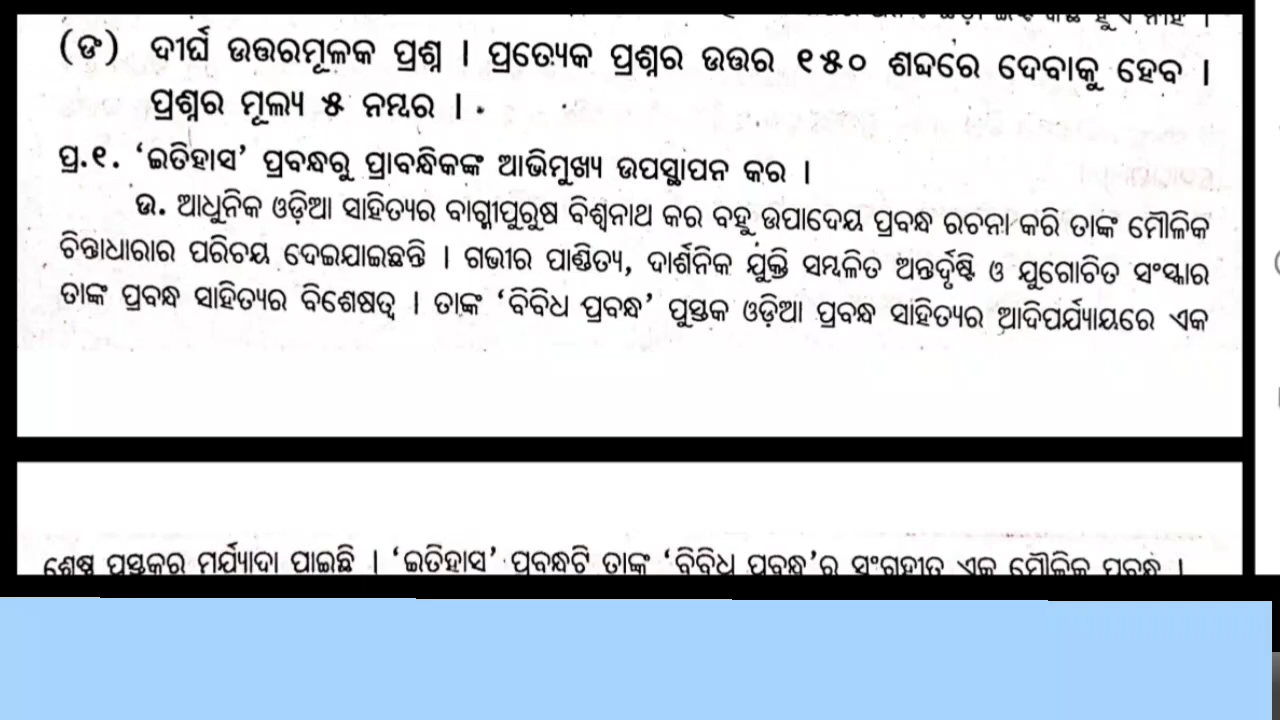 (ଙ) ଦୀର୍ଘ ଉତ୍ତରମୂଳକ ପ୍ରଶ୍ନ । ପ୍ରତ୍ୟେକ ପ୍ରଶ୍ନର ଉତ୍ତର ୧୫୦ ଶବ୍ଦରେ ଦେବାକୁ ହେବ ।
ପ୍ରଶ୍ନର ମୂଲ୍ୟ ୫ ନମ୍ବର ।
ପ୍ର.୧. ‘ଇତିହାସ’ ପ୍ରବନ୍ଧରୁ ପ୍ରାବନ୍ଧିକଙ୍କ ଆଭିମୁଖ୍ୟ ଉପସ୍ଥାପନ କର ।
ଉ. ଆଧୁନିକ ଓଡ଼ିଆ ସାହିତ୍ୟର ବାଗ୍ମୀପୁରୁଷ ବିଶ୍ୱନାଥ କର ବହୁ ଉପାଦେୟ ପ୍ରବନ୍ଧ ରଚନା କରି ତାଙ୍କ ମୌଳିକ
ଚିନ୍ତାଧାରାର ପରିଚୟ ଦେଇଯାଇଛନ୍ତି । ଗଭୀର ପାଣ୍ଡିତ୍ୟ, ଦାର୍ଶନିକ ଯୁକ୍ତି ସମ୍ବଳିତ ଅନ୍ତର୍ଦୃଷ୍ଟି ଓ ଯୁଗୋଚିତ ସଂସ୍କାର
ତାଙ୍କ ପ୍ରବନ୍ଧ ସାହିତ୍ୟର ବିଶେଷତ୍ୱ । ତାଙ୍କ ‘ବିବିଧ ପ୍ରବନ୍ଧ’ ପୁସ୍ତକ ଓଡ଼ିଆ ପ୍ରବନ୍ଧ ସାହିତ୍ୟର ଆଦିପର୍ଯ୍ୟାୟରେ ଏକ
ଶ୍ରେଷ୍ଠ ପୁସ୍ତକର ମର୍ଯ୍ୟାଦା ପାଇଛି । ‘ଇତିହାସ’ ପ୍ରବନ୍ଧଟି ତାଙ୍କ ‘ବିବିଧ ପ୍ରବନ୍ଧ’ର ସଂଗୃହୀତ ଏକ ମୌଳିକ ପ୍ରବନ୍ଧ ।